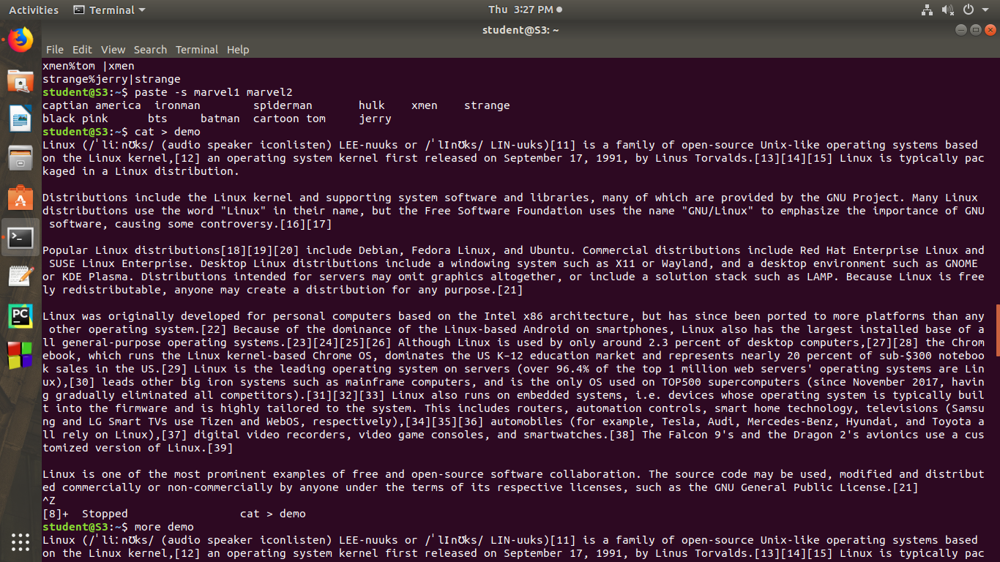 Activities Terminal Thu 3:27 PM
student@S3: ~
File Edit View Search Terminal Help
xmen%tom |xmen
strange%jerry|strange
student@S3:~$ paste -s marvel1 marvel2
captian america ironman spiderman hulk xmen strange
black pink bts batman cartoon tom jerry
student@S3:~$ cat > demo
Linux (/ˈliːnʊks/ (audio speaker iconlisten) LEE-nuuks or /ˈlɪnʊks/ LIN-uuks)[11] is a family of open-source Unix-like operating systems based
on the Linux kernel,[12] an operating system kernel first released on September 17, 1991, by Linus Torvalds.[13][14][15] Linux is typically pac
kaged in a Linux distribution.
Distributions include the Linux kernel and supporting system software and libraries, many of which are provided by the GNU Project. Many Linux
distributions use the word "Linux" in their name, but the Free Software Foundation uses the name "GNU/Linux" to emphasize the importance of GNU
software, causing some controversy.[16][17]
Popular Linux distributions[18][19][20] include Debian, Fedora Linux, and Ubuntu. Commercial distributions include Red Hat Enterprise Linux and
SUSE Linux Enterprise. Desktop Linux distributions include a windowing system such as X11 or Wayland, and a desktop environment such as GNOME
or KDE Plasma. Distributions intended for servers may omit graphics altogether, or include a solution stack such as LAMP. Because Linux is free
ly redistributable, anyone may create a distribution for any purpose.[21]
Linux was originally developed for personal computers based on the Intel x86 architecture, but has since been ported to more platforms than any
other operating system.[22] Because of the dominance of the Linux-based Android on smartphones, Linux also has the largest installed base of a
ll general-purpose operating systems.[23][24][25][26] Although Linux is used by only around 2.3 percent of desktop computers,[27][28] the Chrom
ebook, which runs the Linux kernel-based Chrome OS, dominates the US K–12 education market and represents nearly 20 percent of sub-$300 noteboo
k sales in the US.[29] Linux is the leading operating system on servers (over 96.4% of the top 1 million web servers' operating systems are Lin
ux),[30] leads other big iron systems such as mainframe computers, and is the only OS used on TOP500 supercomputers (since November 2017, havin
g gradually eliminated all competitors).[31][32][33] Linux also runs on embedded systems, i.e. devices whose operating system is typically buil
t into the firmware and is highly tailored to the system. This includes routers, automation controls, smart home technology, televisions (Samsu
ng and LG Smart TVs use Tizen and WebOS, respectively),[34][35][36] automobiles (for example, Tesla, Audi, Mercedes-Benz, Hyundai, and Toyota a
ll rely on Linux),[37] digital video recorders, video game consoles, and smartwatches.[38] The Falcon 9's and the Dragon 2's avionics use a cus
tomized version of Linux.[39]
Linux is one of the most prominent examples of free and open-source software collaboration. The source code may be used, modified and distribut
ed commercially or non-commercially by anyone under the terms of its respective licenses, such as the GNU General Public License.[21]
^Z
[8]+ Stopped cat > demo
student@S3:~$ more demo
Linux (/ˈliːnʊks/ (audio speaker iconlisten) LEE-nuuks or /ˈlɪnʊks/ LIN-uuks)[11] is a family of open-source Unix-like operating systems based
on the Linux kernel,[12] an operating system kernel first released on September 17, 1991, by Linus Torvalds.[13][14][15] Linux is typically pac
PC